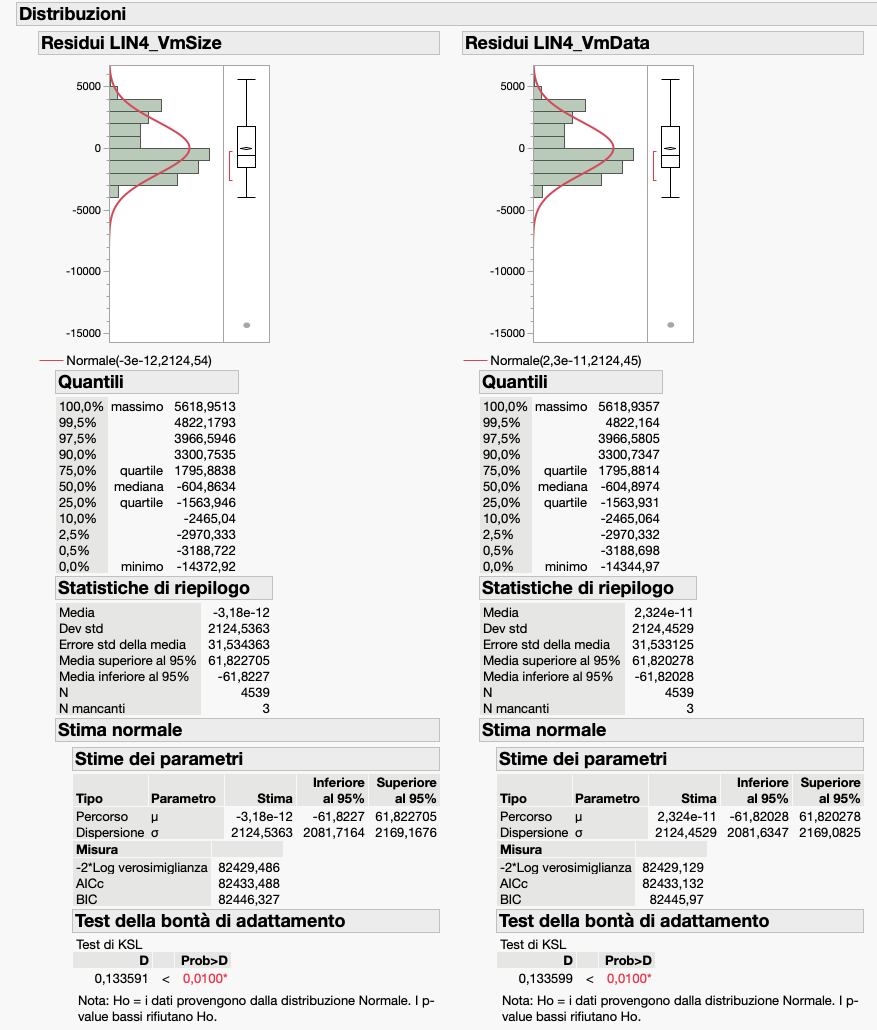 Distribuzioni
Residui LIN4_VmSize
5000
0
-5000
-10000
-15000
Normale(-3e-12,2124,54)
Quantili
100,0% massimo 5618,9513
99,5% 4822,1793
97,5% 3966,5946
90,0% 3300,7535
75,0% quartile 1795,8838
50,0% mediana -604,8634
25,0% quartile -1563,946
10,0% -2465,04
2,5% -2970,333
0,5% -3188,722
0,0% minimo -14372,92
Statistiche di riepilogo
Media -3,18e-12
Dev std 2124,5363
Errore std della media 31,534363
Media superiore al 95% 61,822705
Media inferiore al 95% -61,8227
N 4539
N mancanti 3
Stima normale
Stime dei parametri
Inferiore Superiore
Tipo Parametro Stima al 95% al 95%
Percorso μ -3,18e-12 -61,8227 61,822705
Dispersione σ 2124,5363 2081,7164 2169,1676
Misura
-2*Log verosimiglianza 82429,486
AICc 82433,488
BIC 82446,327
Test della bontà di adattamento
Test di KSL
D Prob>D
0,133591 < 0,0100*
Nota: Ho = i dati provengono dalla distribuzione Normale. I p-
value bassi rifiutano Ho.
Residui LIN4_VmData
5000
0
-5000
-10000
-15000
Normale(2,3e-11,2124,45)
Quantili
100,0% massimo 5618,9357
99,5% 4822,164
97,5% 3966,5805
90,0% 3300,7347
75,0% quartile 1795,8814
50,0% mediana -604,8974
25,0% quartile -1563,931
10,0% -2465,064
2,5% -2970,332
0,5% -3188,698
0,0% minimo -14344,97
Statistiche di riepilogo
Media 2,324e-11
Dev std 2124,4529
Errore std della media 31,533125
Media superiore al 95% 61,820278
Media inferiore al 95% -61,82028
N 4539
N mancanti 3
Stima normale
Stime dei parametri
Inferiore Superiore
Tipo Parametro Stima al 95% al 95%
Percorso μ 2,324e-11 -61,82028 61,820278
Dispersione σ 2124,4529 2081,6347 2169,0825
Misura
-2*Log verosimiglianza 82429,129
AICc 82433,132
BIC 82445,97
Test della bontà di adattamento
Test di KSL
D Prob>D
0,133599 < 0,0100*
Nota: Ho = i dati provengono dalla distribuzione Normale. I p-
value bassi rifiutano Ho.